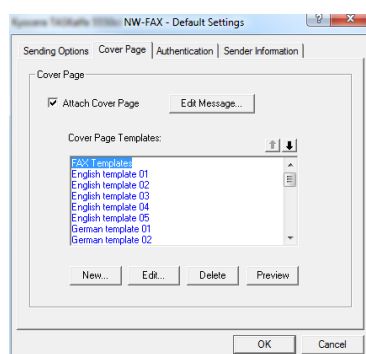 NW-FAX - Default Settings
Sending Options Cover Page Authentication Sender Information
Cover Page
Attach Cover Page Edit Message...
Cover Page Templates:
FAX Templates
English template 01
English template 02
English template 03
English template 04
English template 05
German template 01
German template 02
New... Edit... Delete Preview
OK Cancel